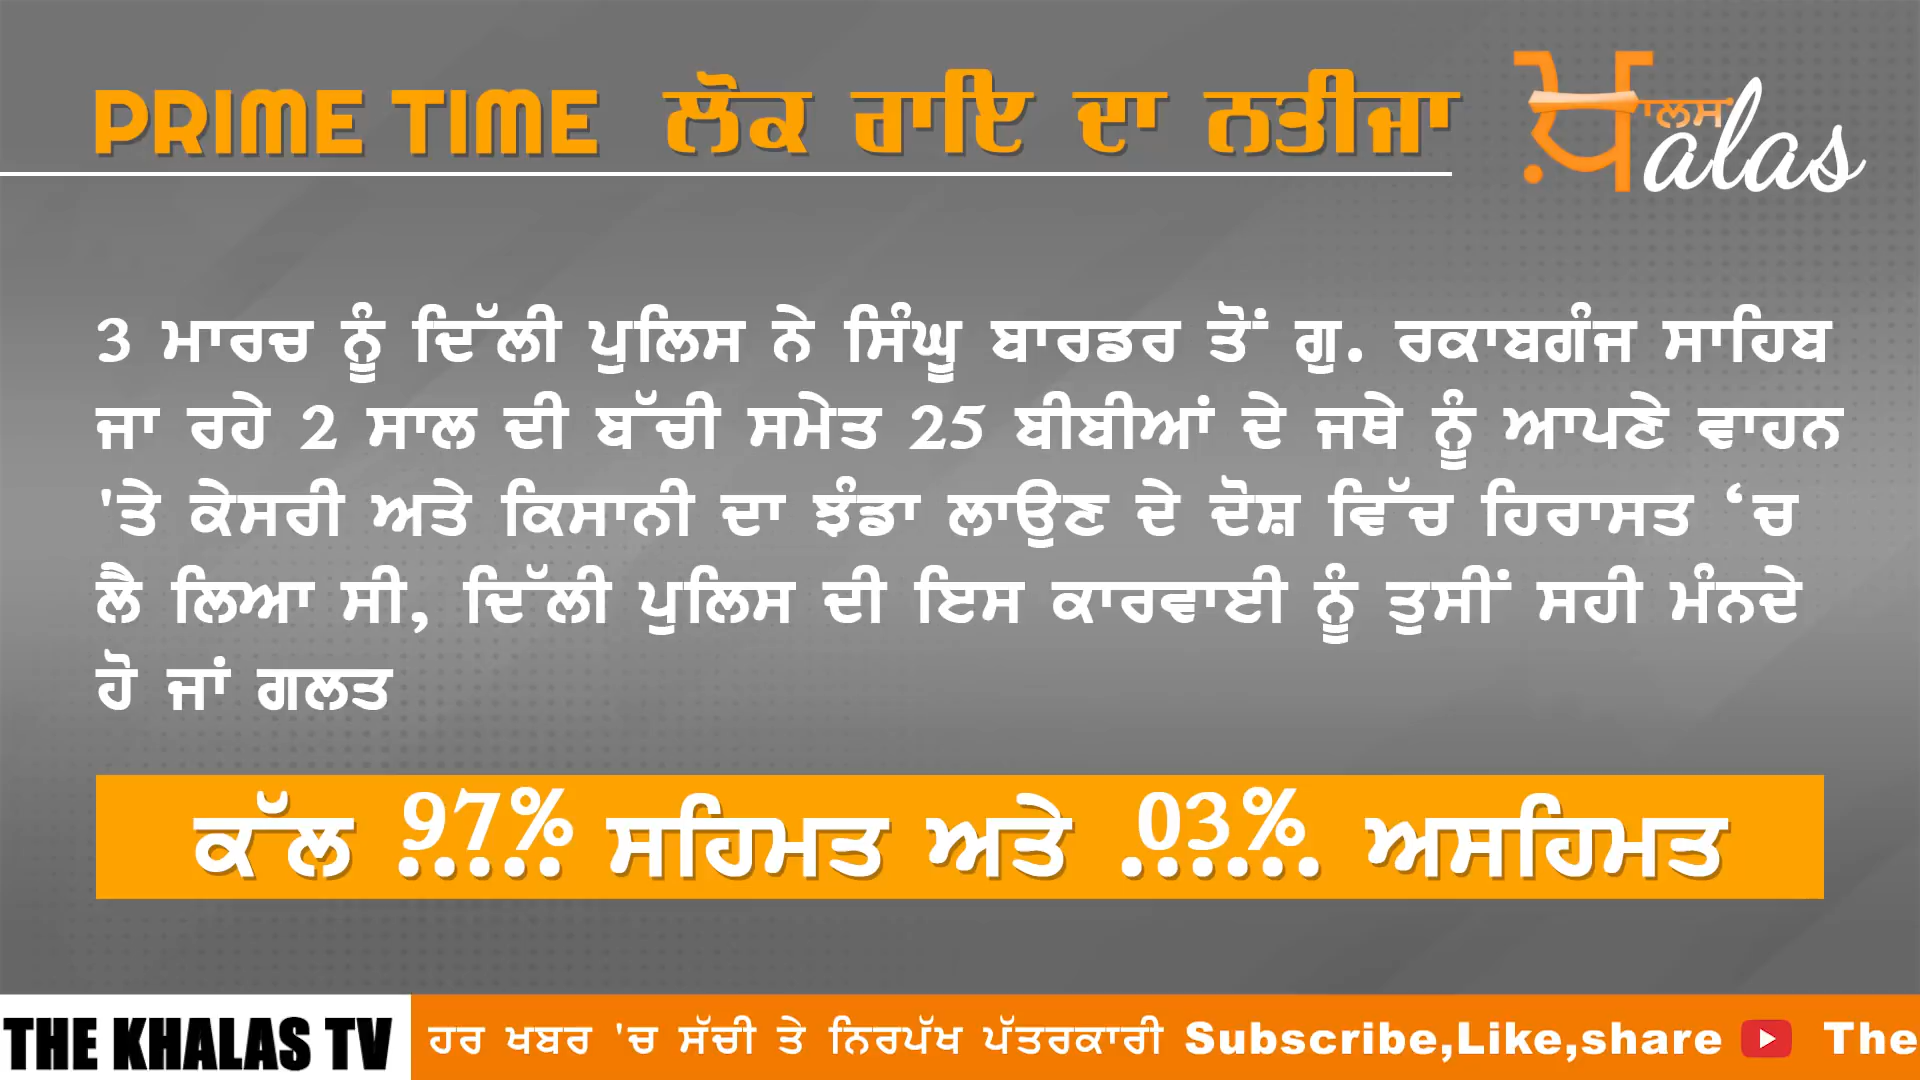 PRIME TIME ਲੋਕ ਰਾਇ ਦਾ ਨਤੀਜਾ
ਖ਼ਾਲਸ
alas
3 ਮਾਰਚ ਨੂੰ ਦਿੱਲੀ ਪੁਲਿਸ ਨੇ ਸਿੰਘੂ ਬਾਰਡਰ ਤੋਂ ਗੁ. ਰਕਾਬਗੰਜ ਸਾਹਿਬ
ਜਾ ਰਹੇ 2 ਸਾਲ ਦੀ ਬੱਚੀ ਸਮੇਤ 25 ਬੀਬੀਆਂ ਦੇ ਜਥੇ ਨੂੰ ਆਪਣੇ ਵਾਹਨ
'ਤੇ ਕੇਸਰੀ ਅਤੇ ਕਿਸਾਨੀ ਦਾ ਝੰਡਾ ਲਾਉਣ ਦੇ ਦੋਸ਼ ਵਿੱਚ ਹਿਰਾਸਤ ‘ਚ
ਲੈ ਲਿਆ ਸੀ, ਦਿੱਲੀ ਪੁਲਿਸ ਦੀ ਇਸ ਕਾਰਵਾਈ ਨੂੰ ਤੁਸੀਂ ਸਹੀ ਮੰਨਦੇ
ਹੋ ਜਾਂ ਗਲਤ
ਕੱਲ 97% ਸਹਿਮਤ ਅਤੇ 03% ਅਸਹਿਮਤ
THE KHALAS TV ਹਰ ਖਬਰ 'ਚ ਸੱਚੀ ਤੇ ਨਿਰਪੱਖ ਪੱਤਰਕਾਰੀ Subscribe,Like,share The